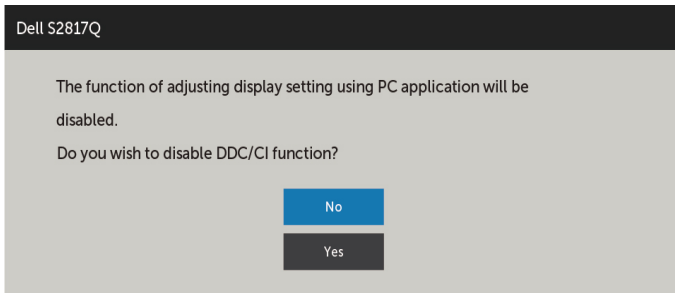 Dell S2817Q
The function of adjusting display setting using PC application will be
disabled.
Do you wish to disable DDC/CI function?
No
Yes